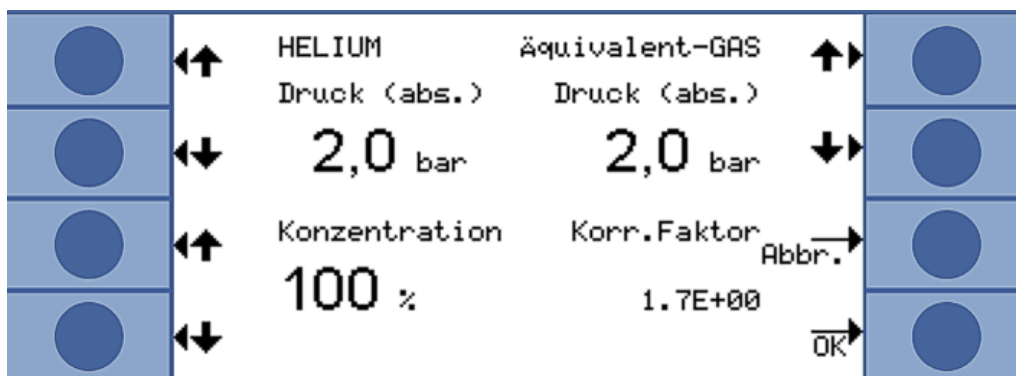 HELIUM Äquivalent-GAS
Druck (abs.) Druck (abs.)
2,0 bar 2,0 bar
Konzentration Korr.Faktor
Abbr.
100 % 1.7E+00
OK